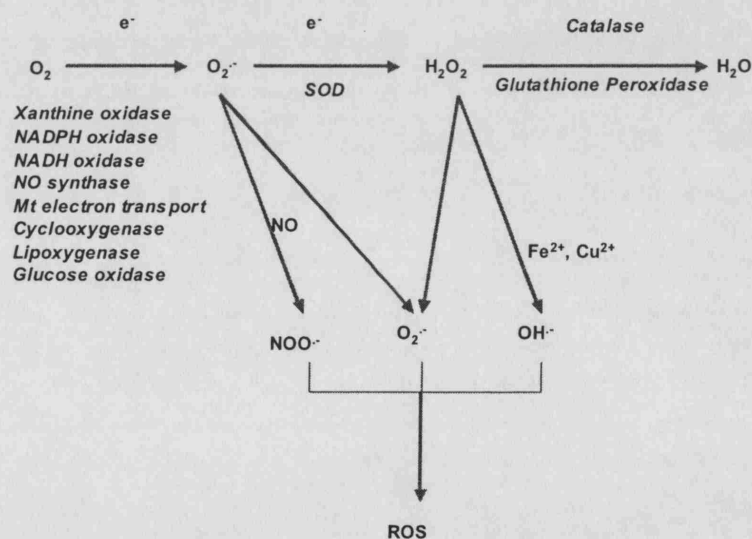 e⁻ e⁻ Catalase
O₂ O₂·⁻ H₂O₂ H₂O
SOD Glutathione Peroxidase
Xanthine oxidase
NADPH oxidase
NADH oxidase
NO synthase
Mt electron transport
Cyclooxygenase
Lipoxygenase
Glucose oxidase
NO
Fe²⁺, Cu²⁺
NOO·⁻ O₂·⁻ OH·⁻
ROS